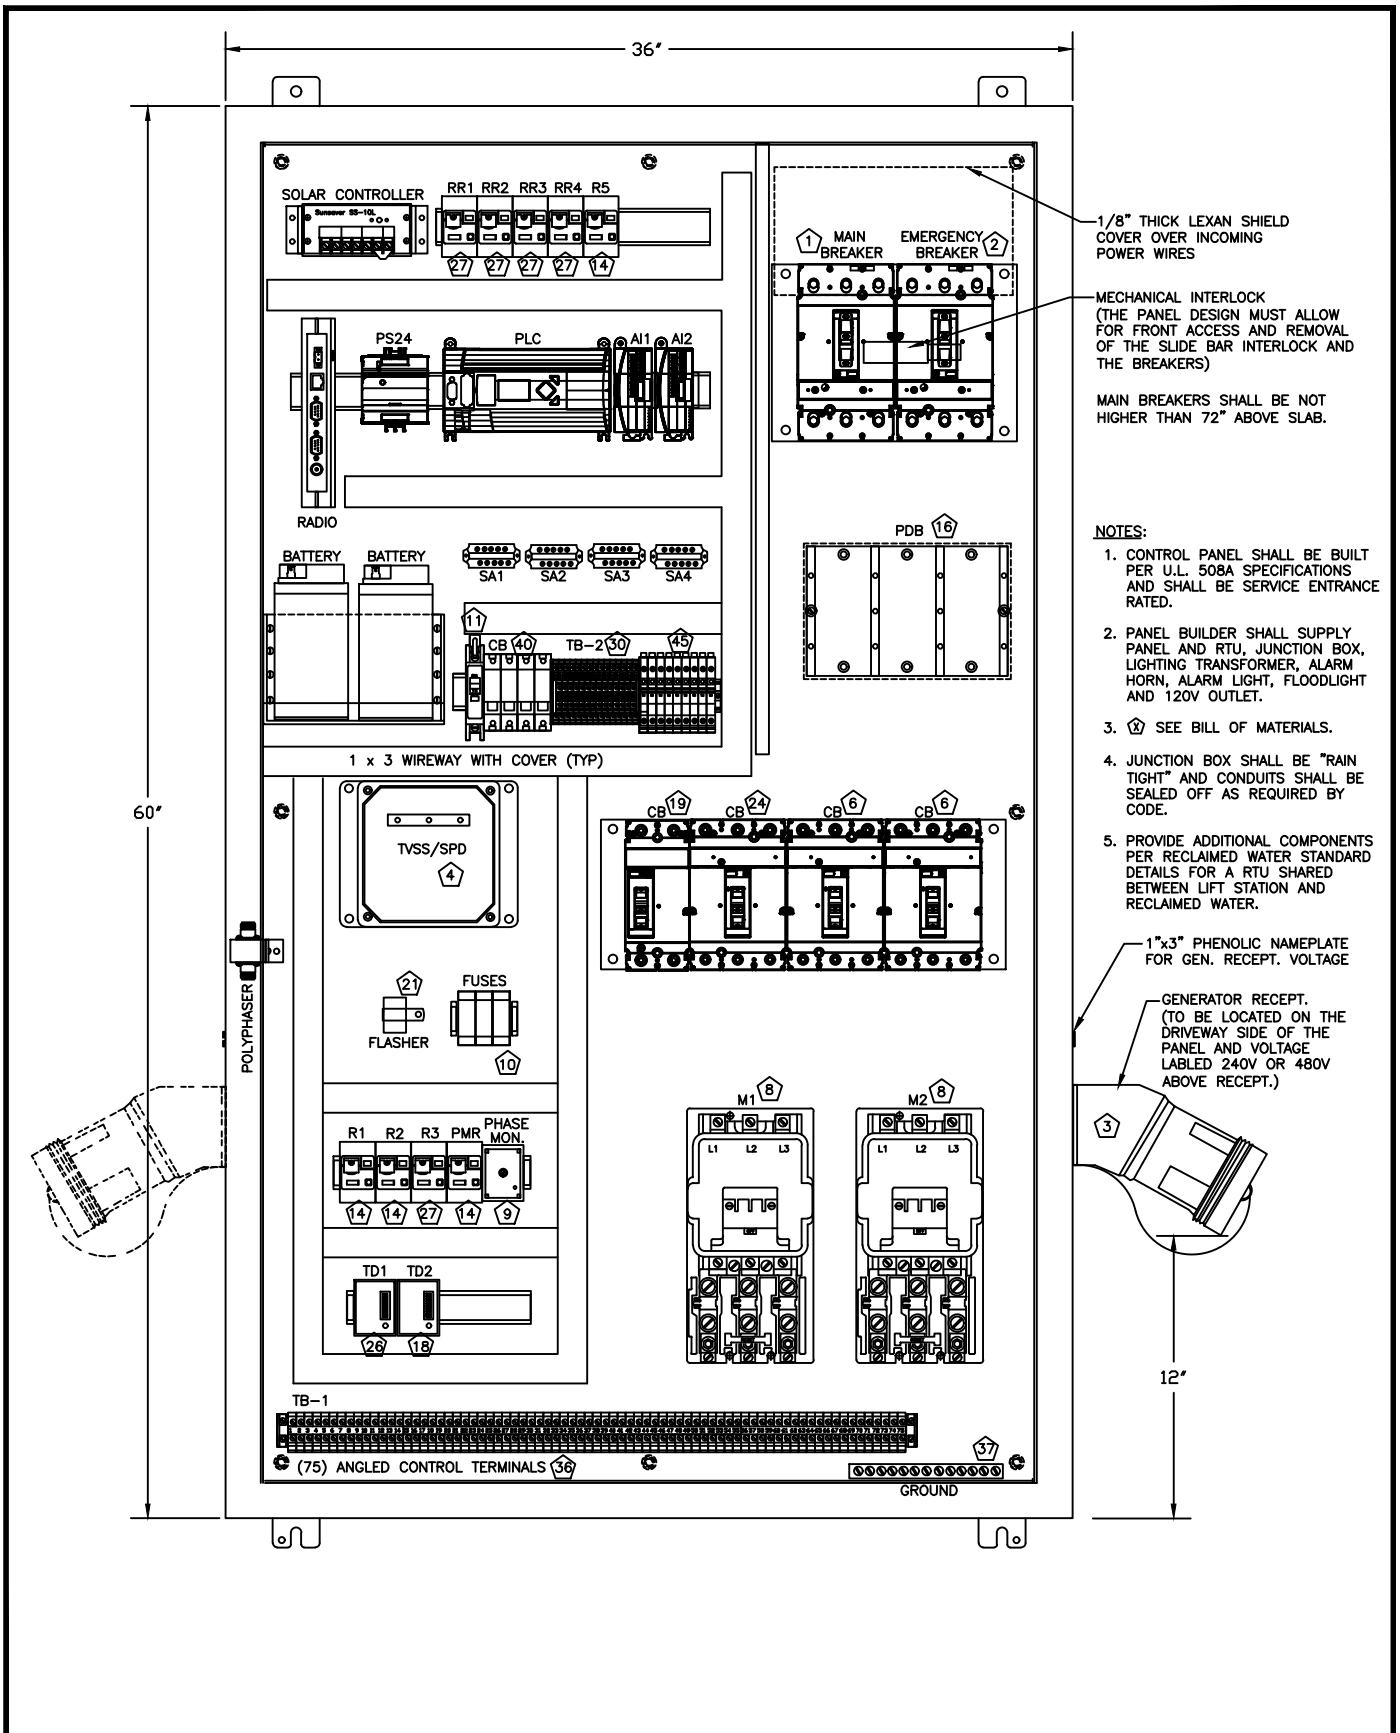 36"
SOLAR CONTROLLER
Sunsaver SS-10L
RR1 RR2 RR3 RR4 R5
27 27 27 27 14
1 MAIN
BREAKER
EMERGENCY
BREAKER 2
1/8" THICK LEXAN SHIELD
COVER OVER INCOMING
POWER WIRES
MECHANICAL INTERLOCK
(THE PANEL DESIGN MUST ALLOW
FOR FRONT ACCESS AND REMOVAL
OF THE SLIDE BAR INTERLOCK AND
THE BREAKERS)
MAIN BREAKERS SHALL BE NOT
HIGHER THAN 72" ABOVE SLAB.
PS24 PLC AI1 AI2
RADIO
BATTERY BATTERY
SA1 SA2 SA3 SA4
PDB 16
11 CB 40 TB-2 30 45
1 x 3 WIREWAY WITH COVER (TYP)
NOTES:
1. CONTROL PANEL SHALL BE BUILT
PER U.L. 508A SPECIFICATIONS
AND SHALL BE SERVICE ENTRANCE
RATED.
2. PANEL BUILDER SHALL SUPPLY
PANEL AND RTU, JUNCTION BOX,
LIGHTING TRANSFORMER, ALARM
HORN, ALARM LIGHT, FLOODLIGHT
AND 120V OUTLET.
3. X SEE BILL OF MATERIALS.
4. JUNCTION BOX SHALL BE "RAIN
TIGHT" AND CONDUITS SHALL BE
SEALED OFF AS REQUIRED BY
CODE.
5. PROVIDE ADDITIONAL COMPONENTS
PER RECLAIMED WATER STANDARD
DETAILS FOR A RTU SHARED
BETWEEN LIFT STATION AND
RECLAIMED WATER.
60"
TVSS/SPD
4
CB 19 CB 24 CB 6 CB 6
POLYPHASER
21
FLASHER
FUSES
10
1"x3" PHENOLIC NAMEPLATE
FOR GEN. RECEPT. VOLTAGE
GENERATOR RECEPT.
(TO BE LOCATED ON THE
DRIVEWAY SIDE OF THE
PANEL AND VOLTAGE
LABLED 240V OR 480V
ABOVE RECEPT.)
3
M1 8 M2 8
L1 L2 L3
L1 L2 L3
R1 R2 R3 PMR PHASE
MON.
14 14 27 14 9
TD1 TD2
26 18
12"
TB-1
(75) ANGLED CONTROL TERMINALS 36
37
GROUND